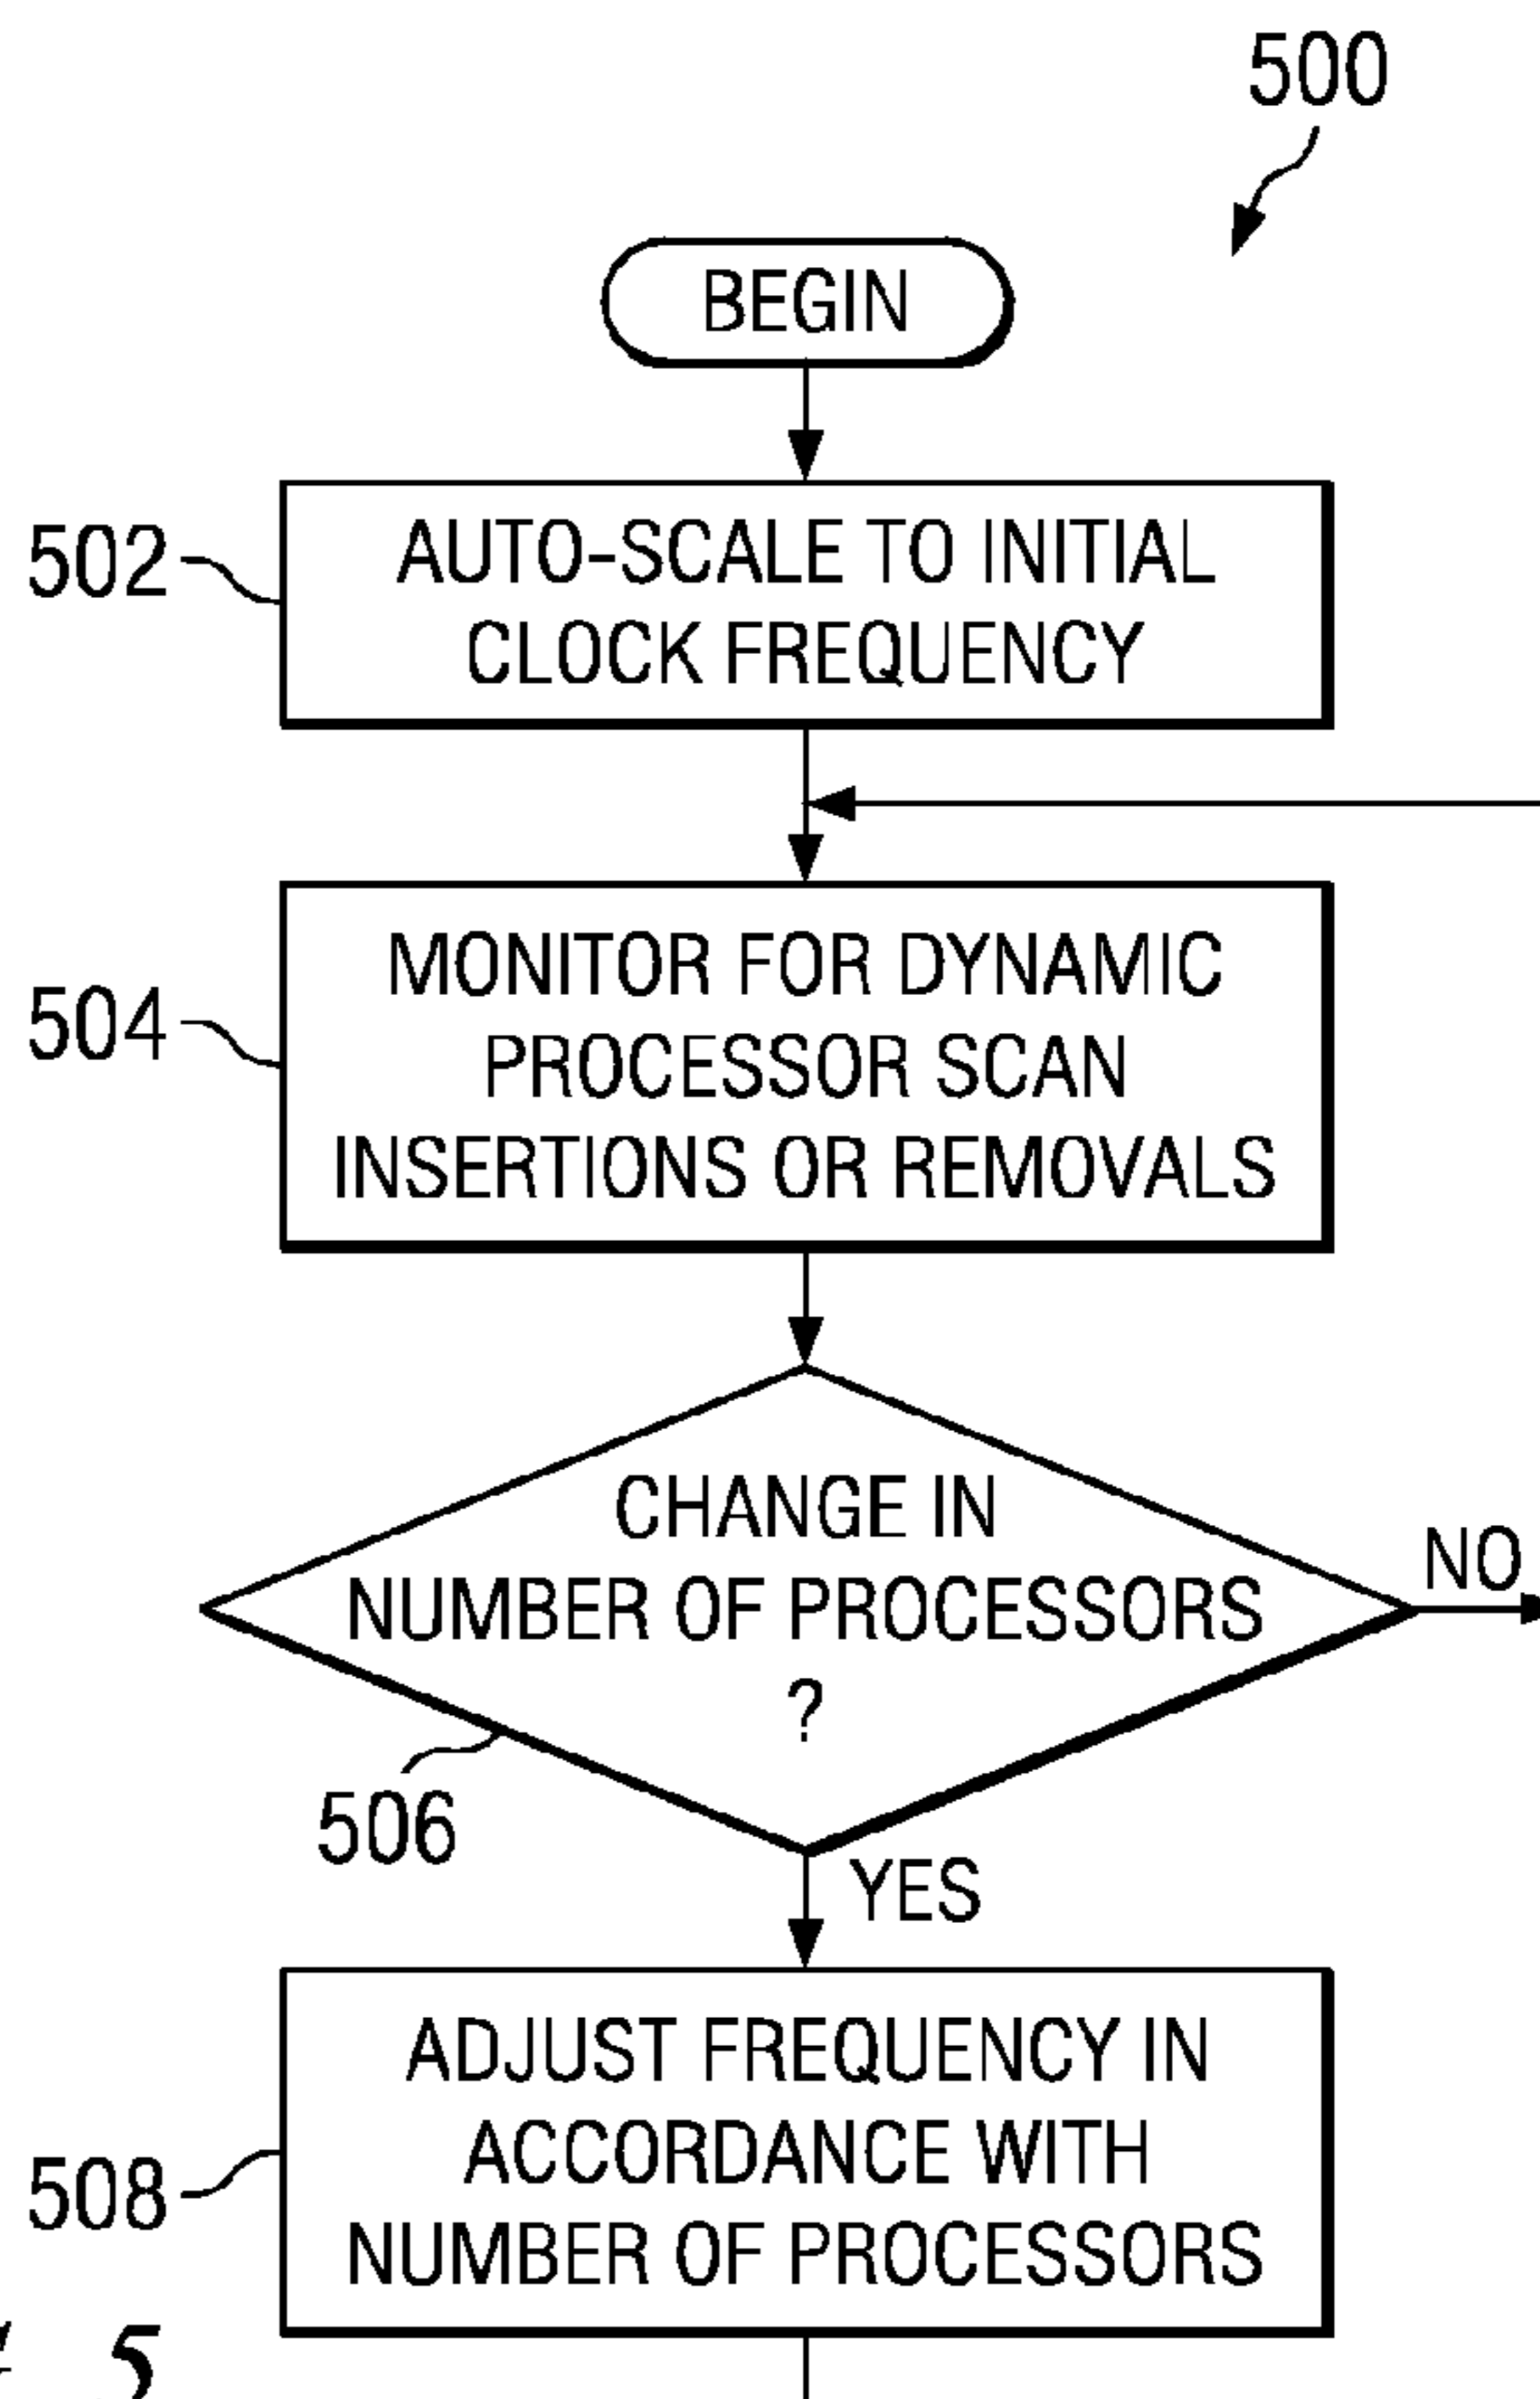 500
BEGIN
502
AUTO-SCALE TO INITIAL
CLOCK FREQUENCY
504
MONITOR FOR DYNAMIC
PROCESSOR SCAN
INSERTIONS OR REMOVALS
CHANGE IN
NUMBER OF PROCESSORS
?
NO
506
YES
508
ADJUST FREQUENCY IN
ACCORDANCE WITH
NUMBER OF PROCESSORS
5